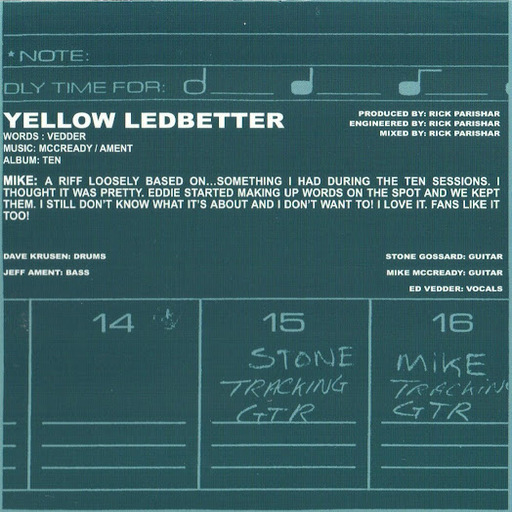 *NOTE:
DLY TIME FOR:
YELLOW LEDBETTER
WORDS : VEDDER
MUSIC: MCCREADY / AMENT
ALBUM: TEN
PRODUCED BY: RICK PARISHAR
ENGINEERED BY: RICK PARISHAR
MIXED BY: RICK PARISHAR
MIKE: A RIFF LOOSELY BASED ON...SOMETHING I HAD DURING THE TEN SESSIONS. I
THOUGHT IT WAS PRETTY. EDDIE STARTED MAKING UP WORDS ON THE SPOT AND WE KEPT
THEM. I STILL DON'T KNOW WHAT IT'S ABOUT AND I DON'T WANT TO! I LOVE IT. FANS LIKE IT
TOO!
DAVE KRUSEN: DRUMS
JEFF AMENT: BASS
STONE GOSSARD: GUITAR
MIKE MCCREADY: GUITAR
ED VEDDER: VOCALS
14
15
STONE
TRACKING
GTR
16
MIKE
TRACKIN
GTR